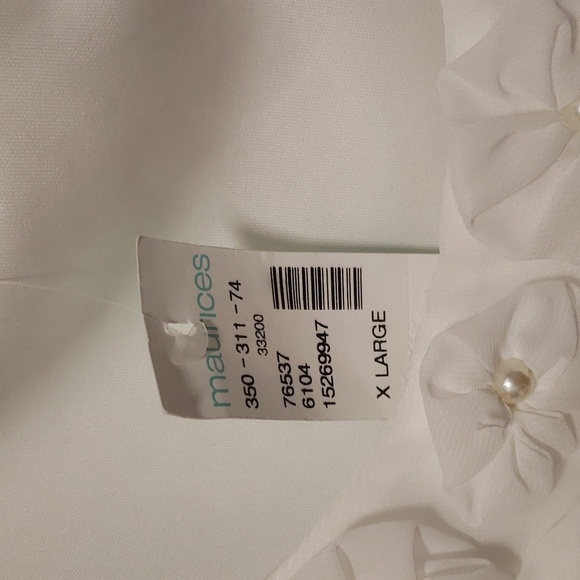 maurices
350 - 311 - 74
33200
76537
6104
15269947
X LARGE